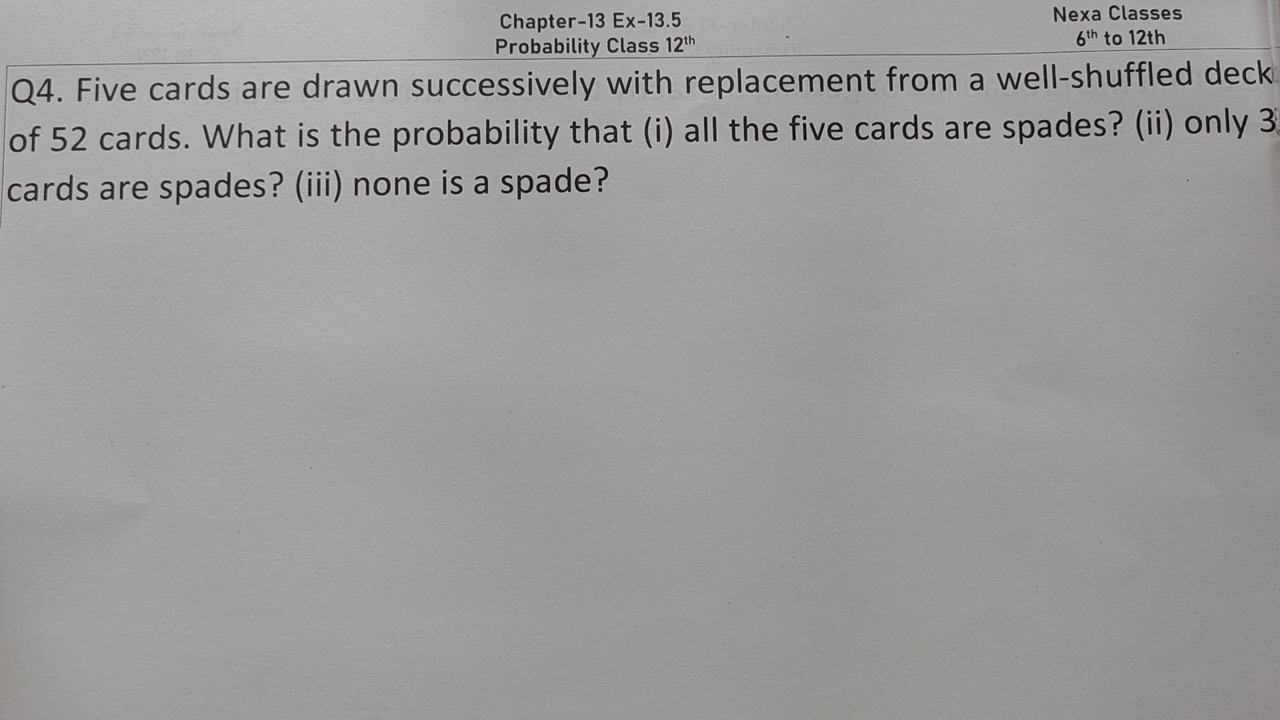 Chapter-13 Ex-13.5
Probability Class 12th
Nexa Classes
6th to 12th
Q4. Five cards are drawn successively with replacement from a well-shuffled deck
of 52 cards. What is the probability that (i) all the five cards are spades? (ii) only 3
cards are spades? (iii) none is a spade?